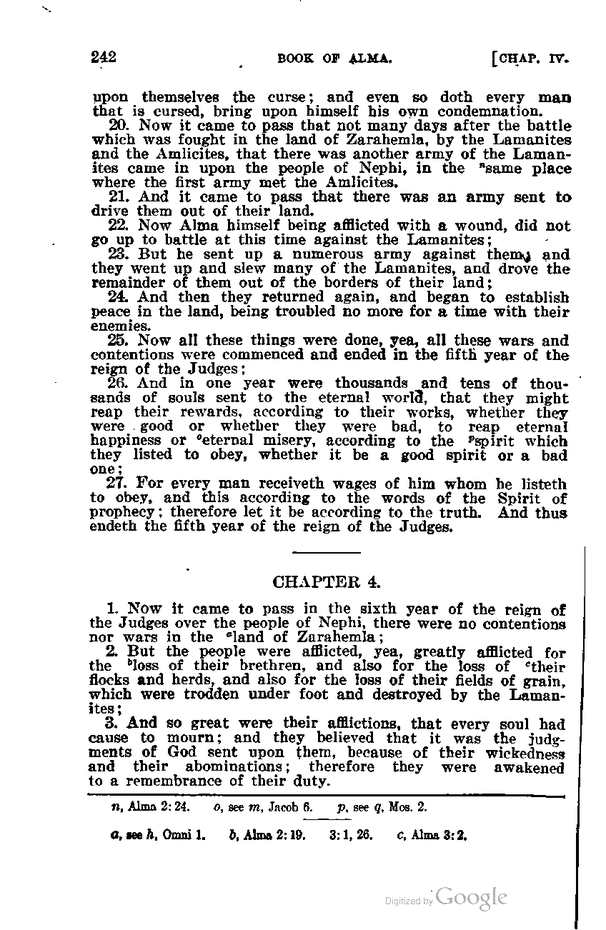 242 BOOK OF ALMA. [CHAP. IV.
upon themselves the curse; and even so doth every man
that is cursed, bring upon himself his own condemnation.
20. Now it came to pass that not many days after the battle
which was fought in the land of Zarahemla, by the Lamanites
and the Amlicites, that there was another army of the Laman-
ites came in upon the people of Nephi, in the ⁿsame place
where the first army met the Amlicites.
21. And it came to pass that there was an army sent to
drive them out of their land.
22. Now Alma himself being afflicted with a wound, did not
go up to battle at this time against the Lamanites;
23. But he sent up a numerous army against them; and
they went up and slew many of the Lamanites, and drove the
remainder of them out of the borders of their land;
24. And then they returned again, and began to establish
peace in the land, being troubled no more for a time with their
enemies.
25. Now all these things were done, yea, all these wars and
contentions were commenced and ended in the fifth year of the
reign of the Judges;
26. And in one year were thousands and tens of thou-
sands of souls sent to the eternal world, that they might
reap their rewards, according to their works, whether they
were good or whether they were bad, to reap eternal
happiness or ᵒeternal misery, according to the ᵖspirit which
they listed to obey, whether it be a good spirit or a bad
one;
27. For every man receiveth wages of him whom he listeth
to obey, and this according to the words of the Spirit of
prophecy; therefore let it be according to the truth. And thus
endeth the fifth year of the reign of the Judges.
CHAPTER 4.
1. Now it came to pass in the sixth year of the reign of
the Judges over the people of Nephi, there were no contentions
nor wars in the ᵃland of Zarahemla;
2. But the people were afflicted, yea, greatly afflicted for
the ᵇloss of their brethren, and also for the loss of ᶜtheir
flocks and herds, and also for the loss of their fields of grain,
which were trodden under foot and destroyed by the Laman-
ites;
3. And so great were their afflictions, that every soul had
cause to mourn; and they believed that it was the judg-
ments of God sent upon them, because of their wickedness
and their abominations; therefore they were awakened
to a remembrance of their duty.
n, Alma 2: 24. o, see m, Jacob 6. p, see q, Mos. 2.
a, see h, Omni 1. b, Alma 2: 19. 3: 1, 26. c, Alma 3: 2.
Digitized by Google